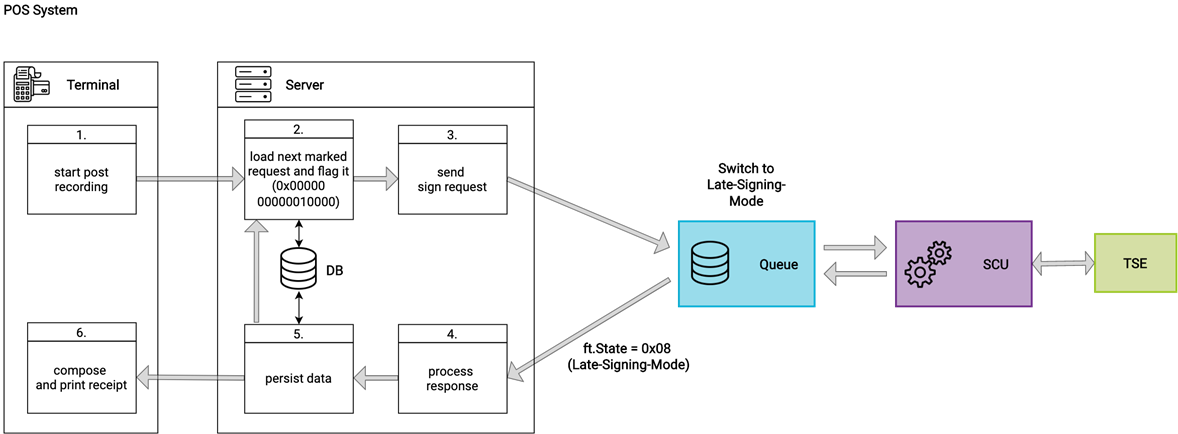 POS System
Terminal
Server
1.
start post
recording
2.
load next marked
request and flag it
(0x00000
00000010000)
3.
send
sign request
Switch to
Late-Signing-
Mode
Queue
SCU
TSE
DB
6.
compose
and print receipt
5.
persist data
4.
process
response
ft.State = 0x08
(Late-Signing-Mode)